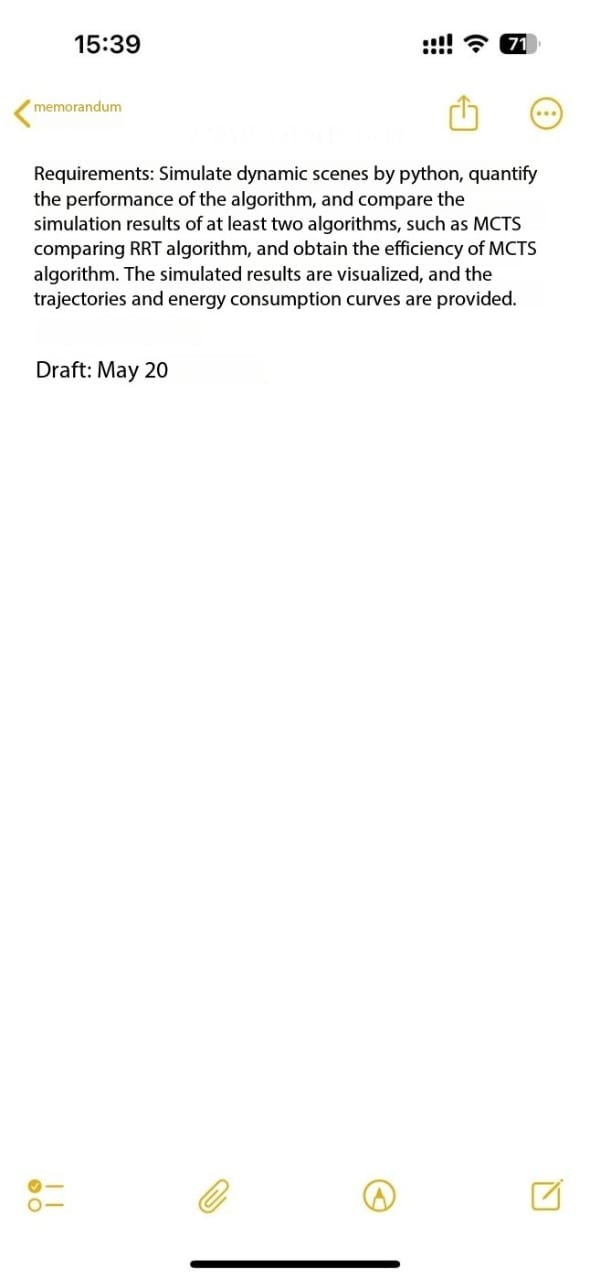 15:39
71
memorandum
Requirements: Simulate dynamic scenes by python, quantify
the performance of the algorithm, and compare the
simulation results of at least two algorithms, such as MCTS
comparing RRT algorithm, and obtain the efficiency of MCTS
algorithm. The simulated results are visualized, and the
trajectories and energy consumption curves are provided.
Draft: May 20